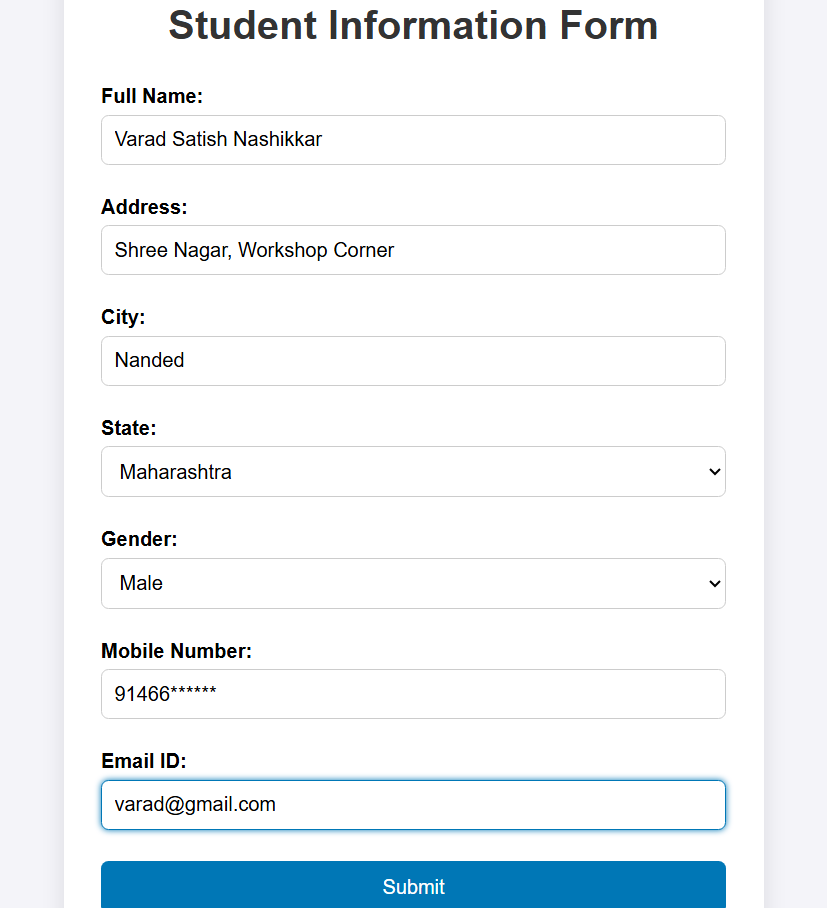 Student Information Form
Full Name:
Varad Satish Nashikkar
Address:
Shree Nagar, Workshop Corner
City:
Nanded
State:
Maharashtra
Gender:
Male
Mobile Number:
91466******
Email ID:
varad@gmail.com
Submit